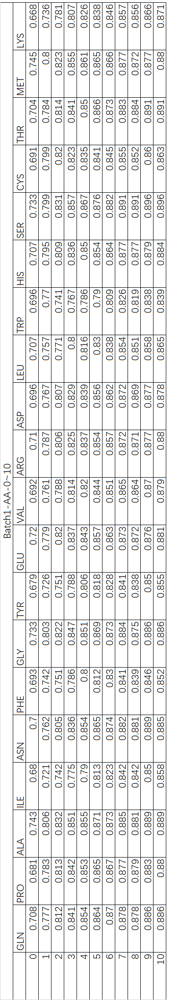 Batch1-AA-0~10
GLN PRO ALA ILE ASN PHE GLY TYR GLU VAL ARG ASP LEU TRP HIS SER CYS THR MET LYS
0 0.708 0.681 0.743 0.68 0.7 0.693 0.733 0.679 0.72 0.692 0.71 0.696 0.707 0.696 0.707 0.733 0.691 0.704 0.745 0.668
1 0.777 0.783 0.806 0.721 0.762 0.742 0.803 0.726 0.779 0.761 0.787 0.767 0.757 0.77 0.795 0.799 0.799 0.784 0.8 0.736
2 0.812 0.813 0.832 0.742 0.805 0.751 0.822 0.751 0.82 0.788 0.806 0.807 0.771 0.741 0.809 0.831 0.82 0.814 0.823 0.781
3 0.841 0.842 0.851 0.775 0.836 0.786 0.847 0.788 0.837 0.814 0.825 0.829 0.8 0.767 0.836 0.857 0.823 0.841 0.855 0.807
4 0.854 0.853 0.855 0.79 0.854 0.8 0.851 0.806 0.843 0.82 0.837 0.839 0.816 0.786 0.85 0.867 0.835 0.85 0.861 0.826
5 0.864 0.865 0.871 0.813 0.865 0.812 0.869 0.818 0.857 0.844 0.854 0.856 0.83 0.79 0.854 0.876 0.841 0.866 0.865 0.838
6 0.87 0.867 0.873 0.823 0.874 0.83 0.873 0.828 0.863 0.851 0.857 0.862 0.838 0.809 0.864 0.882 0.845 0.873 0.866 0.846
7 0.878 0.877 0.885 0.842 0.882 0.841 0.884 0.841 0.873 0.865 0.872 0.872 0.854 0.826 0.877 0.891 0.855 0.883 0.877 0.857
8 0.878 0.879 0.881 0.842 0.881 0.839 0.875 0.838 0.872 0.864 0.871 0.869 0.851 0.819 0.877 0.891 0.852 0.884 0.872 0.856
9 0.886 0.883 0.889 0.85 0.889 0.846 0.886 0.85 0.876 0.87 0.877 0.877 0.858 0.838 0.879 0.896 0.86 0.891 0.877 0.866
10 0.886 0.88 0.889 0.858 0.885 0.852 0.886 0.855 0.881 0.879 0.88 0.878 0.865 0.839 0.884 0.896 0.863 0.891 0.88 0.871